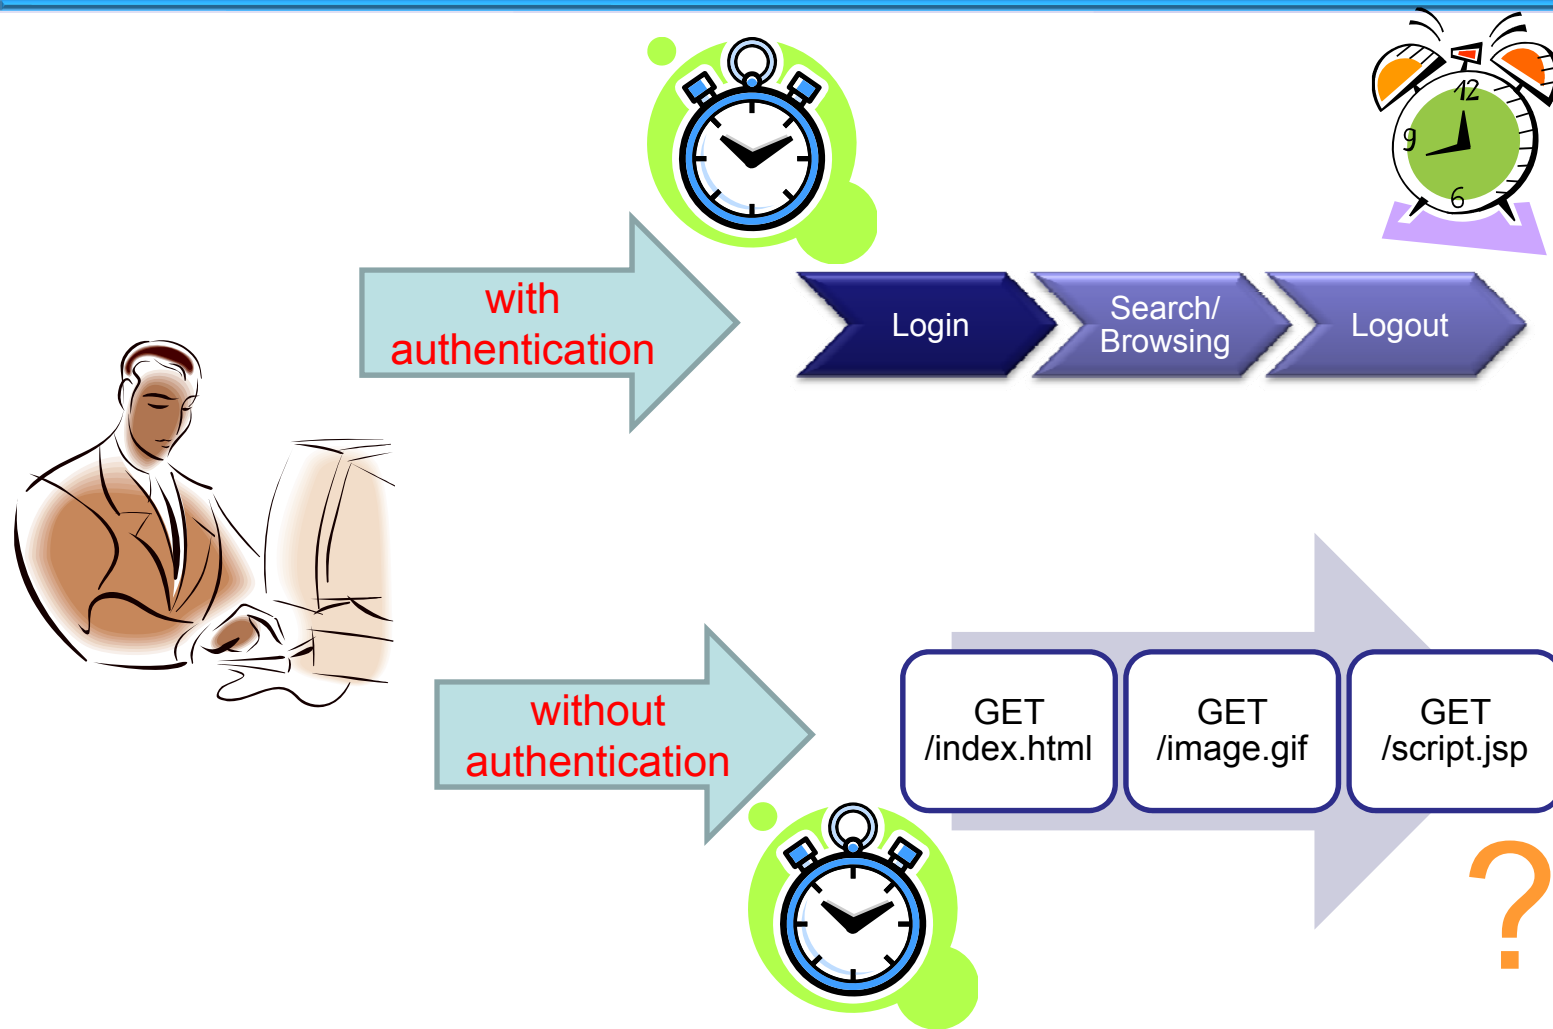 12
9
6
with
authentication
Login
Search/
Browsing
Logout
without
authentication
GET
/index.html
GET
/image.gif
GET
/script.jsp
?